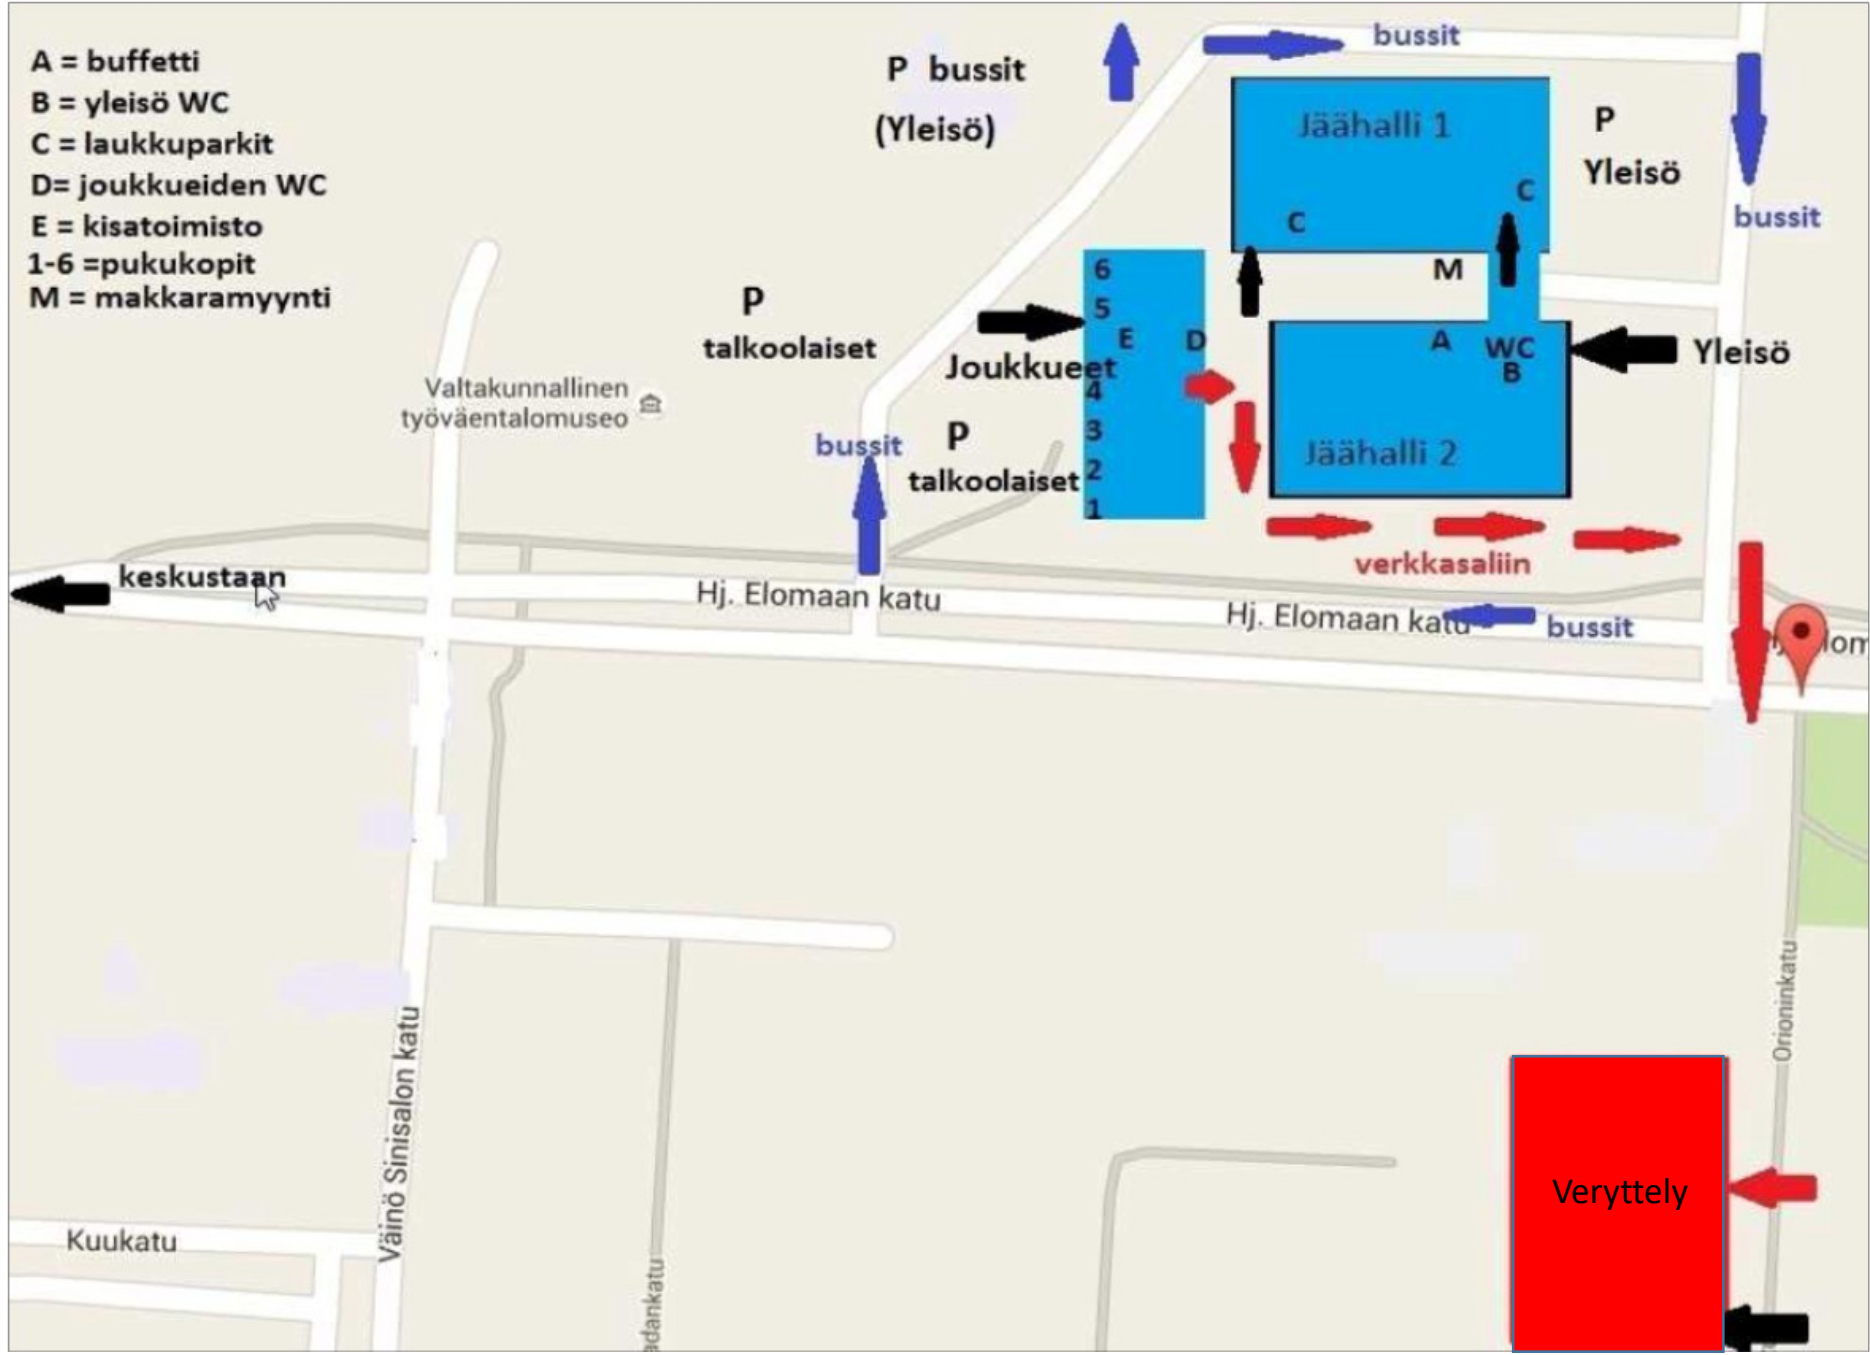 A = buffetti
B = yleisö WC
C = laukkuparkit
D= joukkueiden WC
E = kisatoimisto
1-6 =pukukopit
M = makkaramyynti
P bussit
(Yleisö)
bussit
Jäähalli 1
C
C
P
Yleisö
bussit
M
P
talkoolaiset
Joukkueet
6
5
E
D
4
3
2
1
A
WC
B
Yleisö
Jäähalli 2
Valtakunnallinen
työväentalomuseo
bussit
P
talkoolaiset
verkkasaliin
keskustaan
Hj. Elomaan katu
Hj. Elomaan katu
bussit
Väinö Sinisalon katu
Orioninkatu
Veryttely
Kuukatu
adankatu